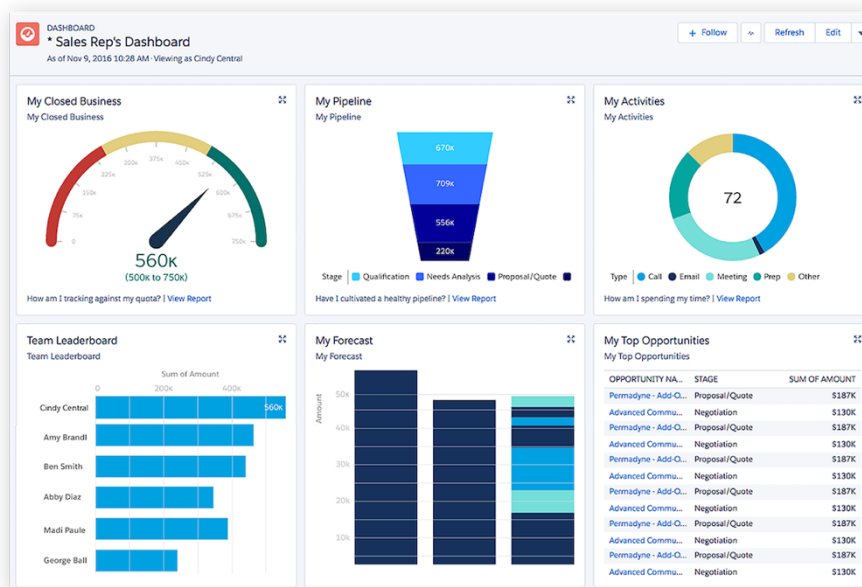 DASHBOARD
* Sales Rep's Dashboard
As of Nov 9, 2016 10:28 AM·Viewing as Cindy Central
+ Follow
Refresh
Edit
My Closed Business
My Closed Business
0
75K
150K
225K
300K
375K
450K
525K
600K
675K
750K
560K
(500K to 750K)
How am I tracking against my quota? | View Report
My Pipeline
My Pipeline
670K
709K
556K
220K
Stage
Qualification
Needs Analysis
Proposal/Quote
Have I cultivated a healthy pipeline? | View Report
My Activities
My Activities
72
Type
Call
Email
Meeting
Prep
Other
How am I spending my time? | View Report
Team Leaderboard
Team Leaderboard
Sum of Amount
0 200K 400K
Cindy Central 560K
Amy Brandl
Ben Smith
Abby Diaz
Madi Paule
George Ball
My Forecast
My Forecast
Amount
50K
40K
30K
20K
10K
My Top Opportunities
My Top Opportunities
OPPORTUNITY NA... STAGE SUM OF AMOUNT
Permadyne - Add-O... Proposal/Quote $187K
Advanced Commu... Negotiation $130K
Permadyne - Add-O... Proposal/Quote $187K
Advanced Commu... Negotiation $130K
Permadyne - Add-O... Proposal/Quote $187K
Advanced Commu... Negotiation $130K
Permadyne - Add-O... Proposal/Quote $187K
Advanced Commu... Negotiation $130K
Advanced Commu... Negotiation $130K
Permadyne - Add-O... Proposal/Quote $187K
Advanced Commu... Negotiation $130K